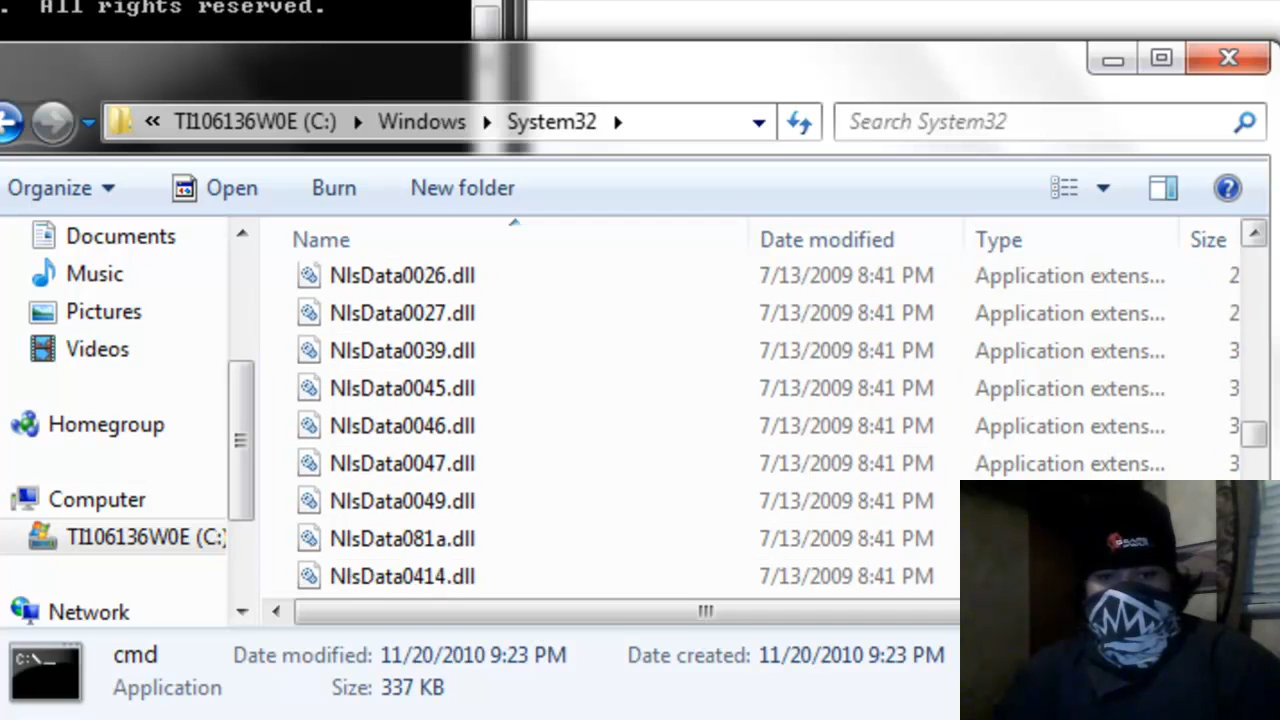 .  All rights reserved.
« TI106136W0E (C:) ▸ Windows ▸ System32 ▸
Search System32
Organize Open Burn New folder
Documents
Music
Pictures
Videos
Homegroup
Computer
TI106136W0E (C:)
Network
Name Date modified Type Size
NlsData0026.dll 7/13/2009 8:41 PM Application extens... 2
NlsData0027.dll 7/13/2009 8:41 PM Application extens... 2
NlsData0039.dll 7/13/2009 8:41 PM Application extens... 3
NlsData0045.dll 7/13/2009 8:41 PM Application extens... 3
NlsData0046.dll 7/13/2009 8:41 PM Application extens... 3
NlsData0047.dll 7/13/2009 8:41 PM Application extens... 3
NlsData0049.dll 7/13/2009 8:41 PM
NlsData081a.dll 7/13/2009 8:41 PM
NlsData0414.dll 7/13/2009 8:41 PM
C:\_
cmd Date modified: 11/20/2010 9:23 PM Date created: 11/20/2010 9:23 PM
Application Size: 337 KB